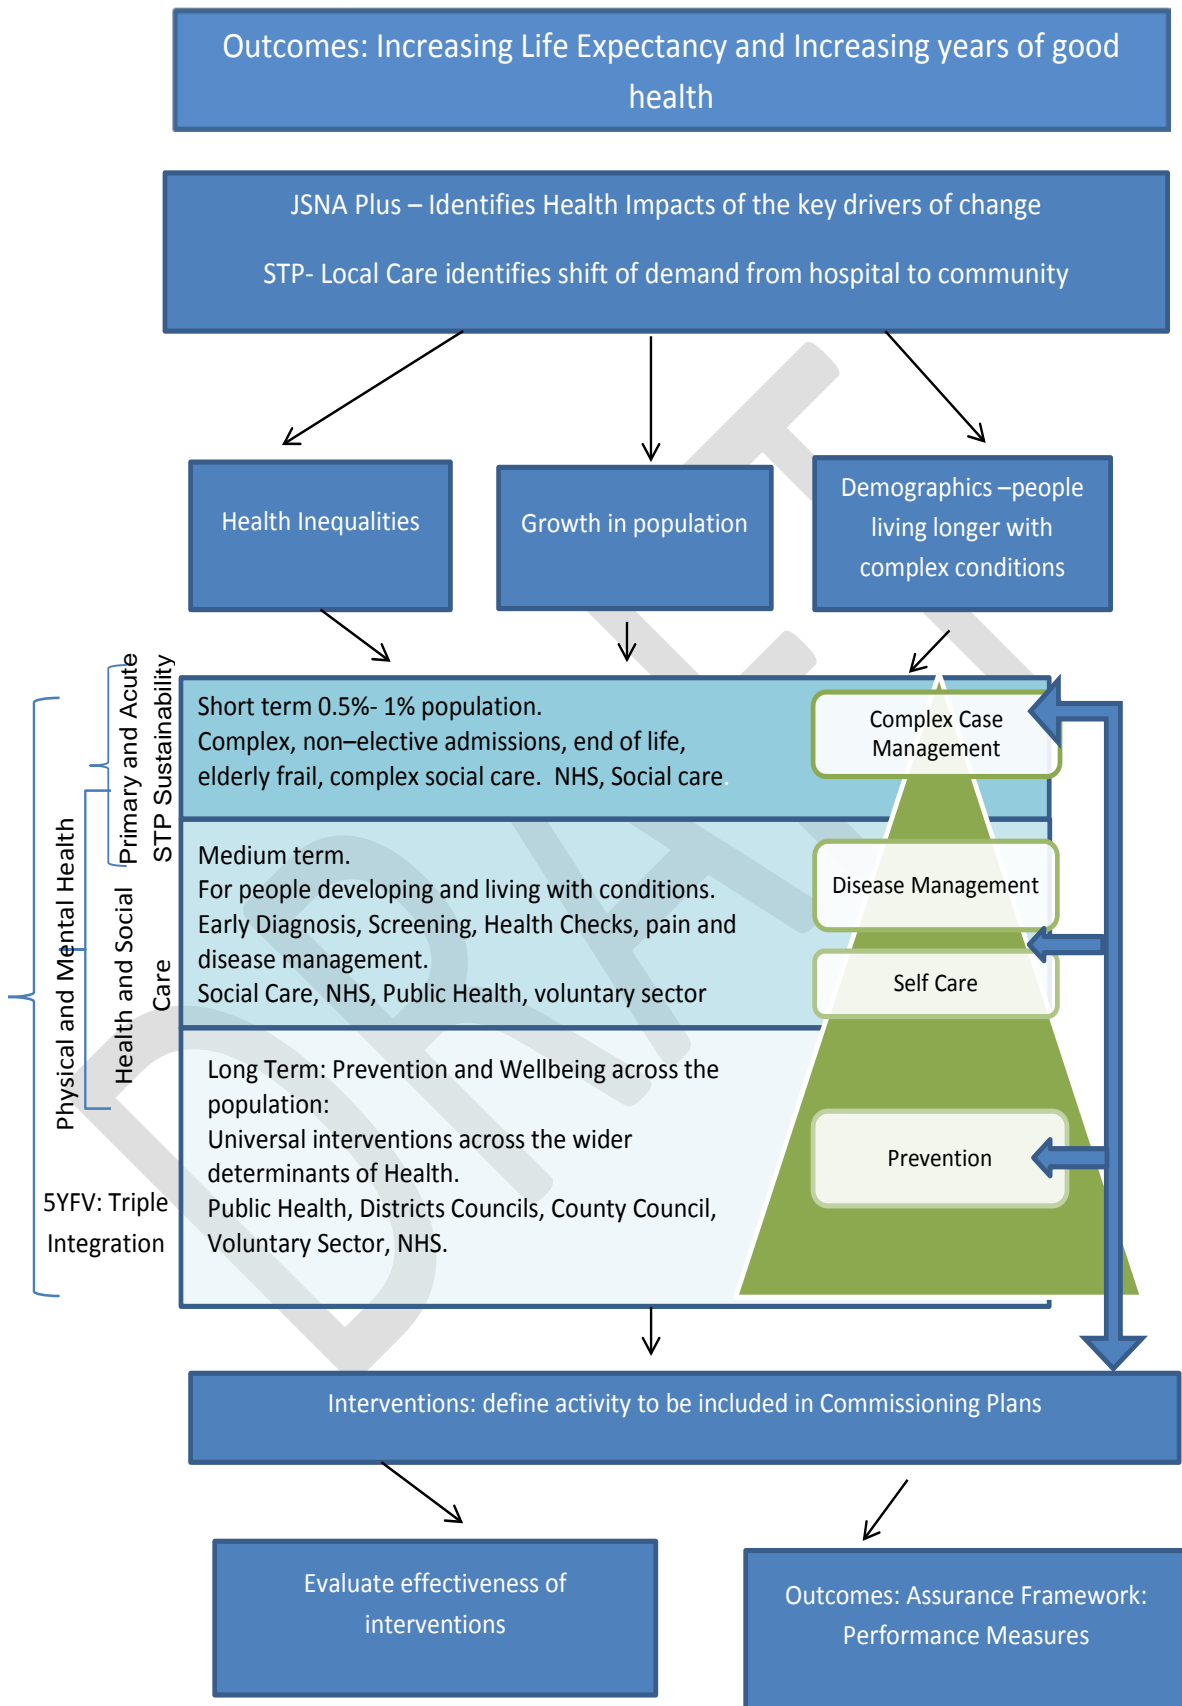 Outcomes: Increasing Life Expectancy and Increasing years of good
health
JSNA Plus – Identifies Health Impacts of the key drivers of change
STP- Local Care identifies shift of demand from hospital to community
Health Inequalities
Growth in population
Demographics –people
living longer with
complex conditions
Primary and Acute
STP Sustainability
Physical and Mental Health
Health and Social
Care
5YFV: Triple
Integration
Short term 0.5%- 1% population.
Complex, non–elective admissions, end of life,
elderly frail, complex social care.  NHS, Social care.
Complex Case
Management
Medium term.
For people developing and living with conditions.
Early Diagnosis, Screening, Health Checks, pain and
disease management.
Social Care, NHS, Public Health, voluntary sector
Disease Management
Self Care
Long Term: Prevention and Wellbeing across the
population:
Universal interventions across the wider
determinants of Health.
Public Health, Districts Councils, County Council,
Voluntary Sector, NHS.
Prevention
Interventions: define activity to be included in Commissioning Plans
Evaluate effectiveness of
interventions
Outcomes: Assurance Framework:
Performance Measures
DRAFT